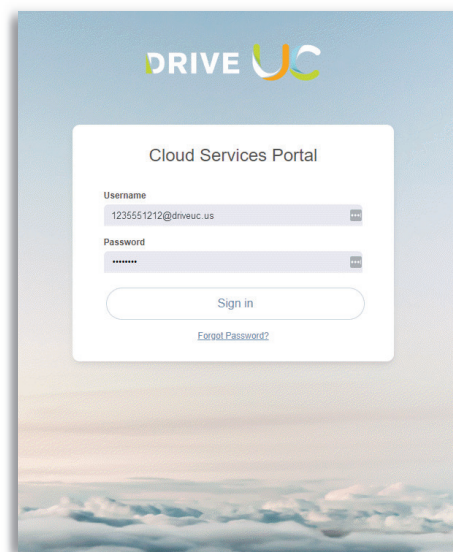 DRIVE UC
Cloud Services Portal
Username
1235551212@driveuc.us
Password
••••••••
Sign in
Forgot Password?